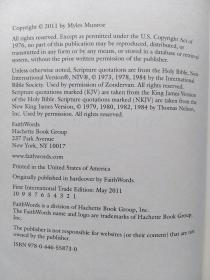 Copyright © 2011 by Myles Munroe
All rights reserved. Except as permitted under the U.S. Copyright Act of
1976, no part of this publication may be reproduced, distributed, or
transmitted in any form or by any means, or stored in a database or retrieval
system, without the prior written permission of the publisher.
Unless otherwise noted, Scripture quotations are from the Holy Bible, New
International Version®, NIV®, © 1973, 1978, 1984 by the International
Bible Society. Used by permission of Zondervan. All rights reserved.
Scripture quotations marked (KJV) are taken from the King James Version
of the Holy Bible. Scripture quotations marked (NKJV) are taken from the
New King James Version, © 1979, 1980, 1982, 1984 by Thomas Nelson,
Inc. Used by permission. All rights reserved.
FaithWords
Hachette Book Group
237 Park Avenue
New York, NY 10017
www.faithwords.com
Printed in the United States of America
Originally published in hardcover by FaithWords
First International Trade Edition: May 2011
10 9 8 7 6 5 4 3 2 1
FaithWords is a division of Hachette Book Group, Inc.
The FaithWords name and logo are trademarks of Hachette Book Group,
Inc.
The publisher is not responsible for websites (or their content) that are not
owned by the publisher.
ISBN 978-0-446-55873-0